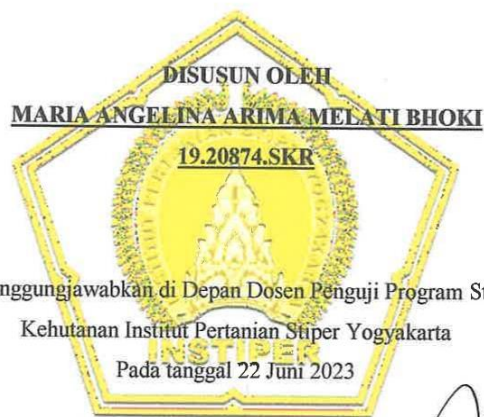 DISUSUN OLEH
MARIA ANGELINA ARIMA MELATI BHOKI
19.20874.SKR
nggungjawabkan di Depan Dosen Penguji Program St
Kehutanan Institut Pertanian Stiper Yogyakarta
INSTIPER
Pada tanggal 22 Juni 2023